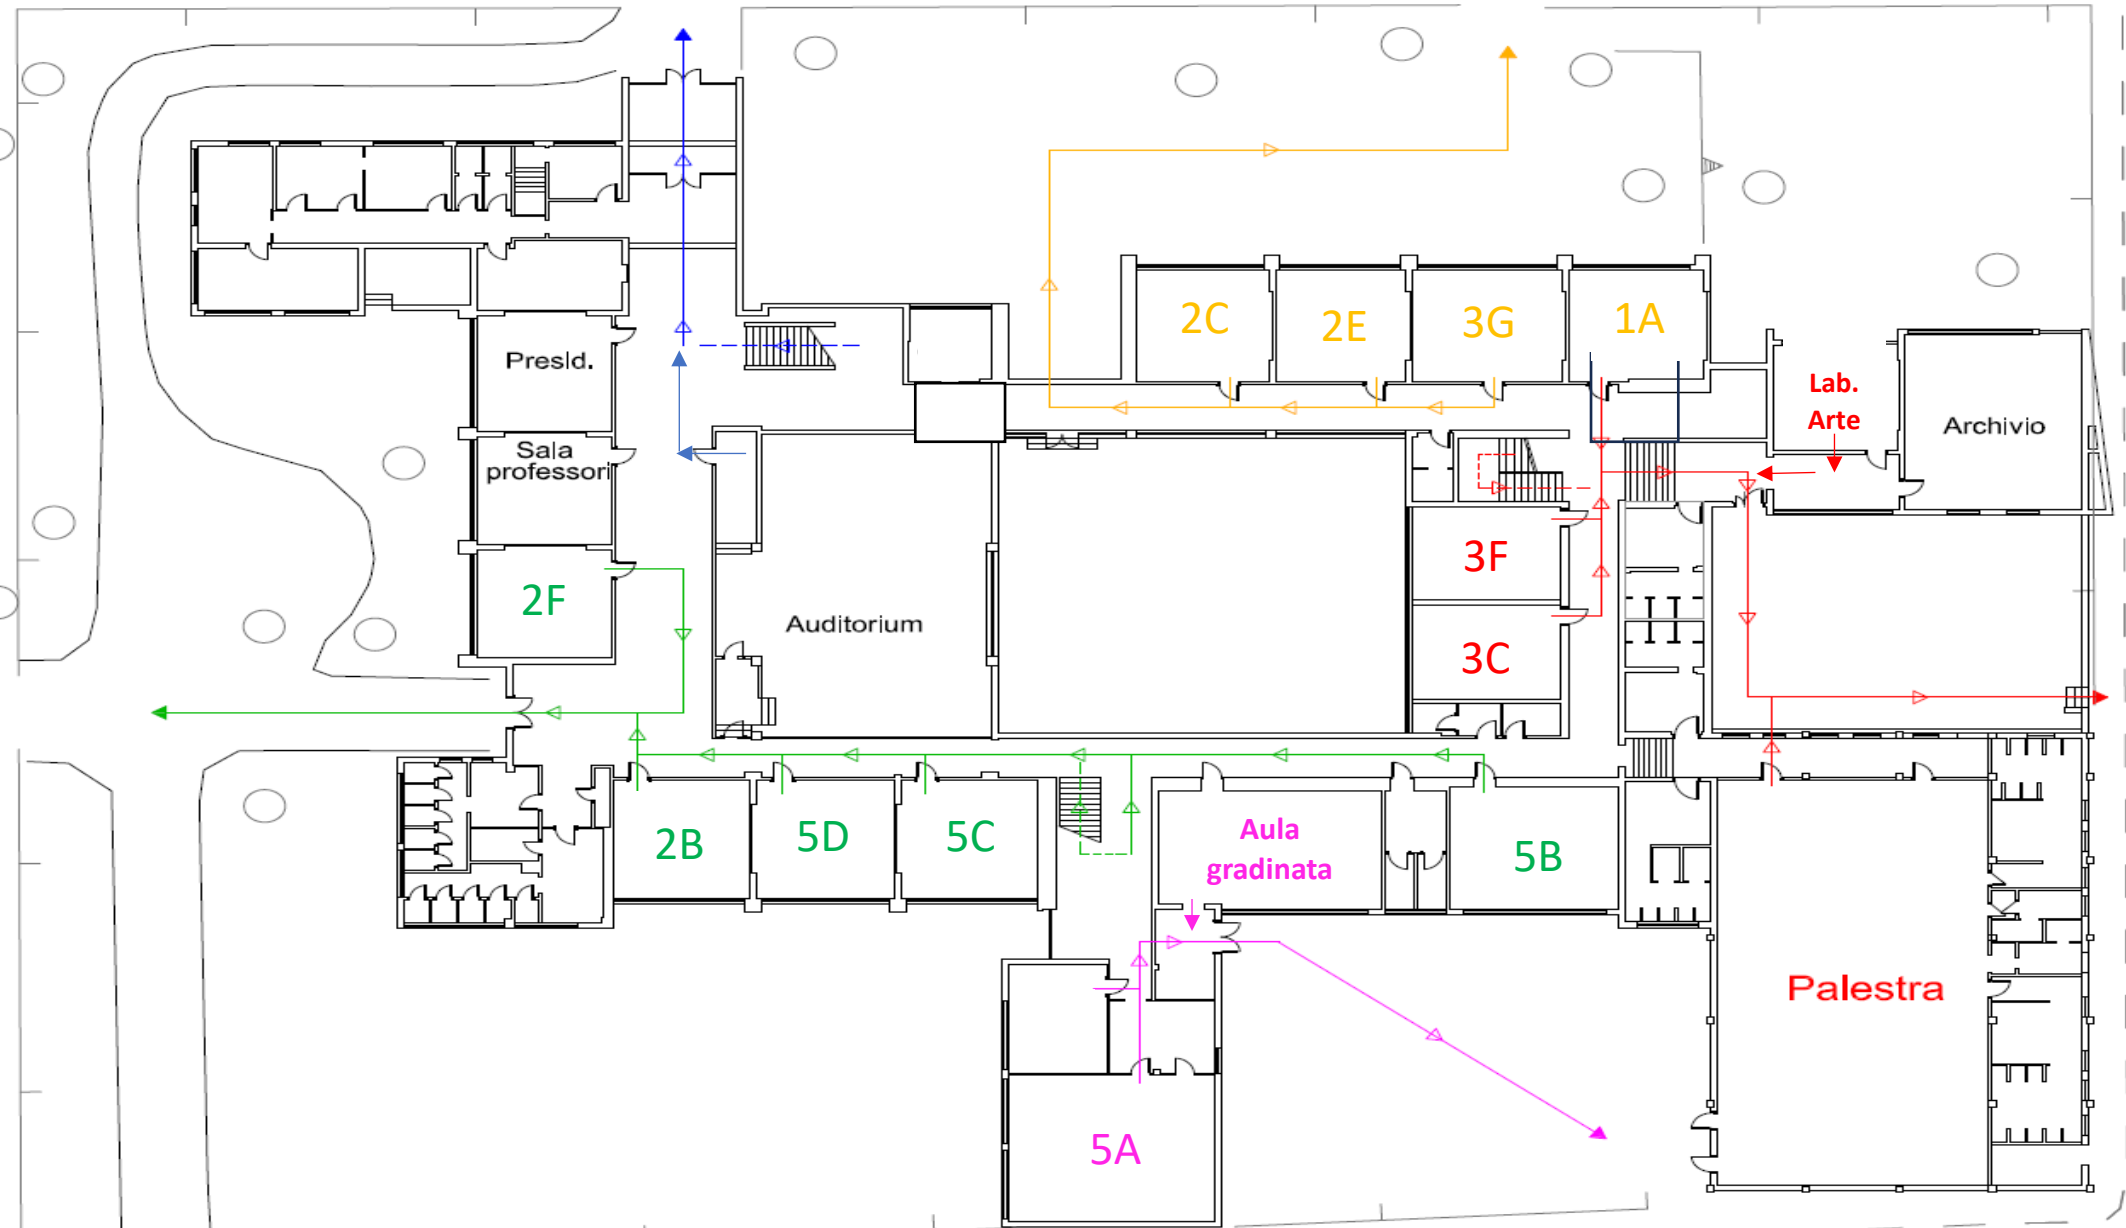 2C
2E
3G
1A
Presid.
Lab.
Arte
Archivio
Sala
professori
3F
2F
Auditorium
3C
2B
5D
5C
Aula
gradinata
5B
Palestra
5A